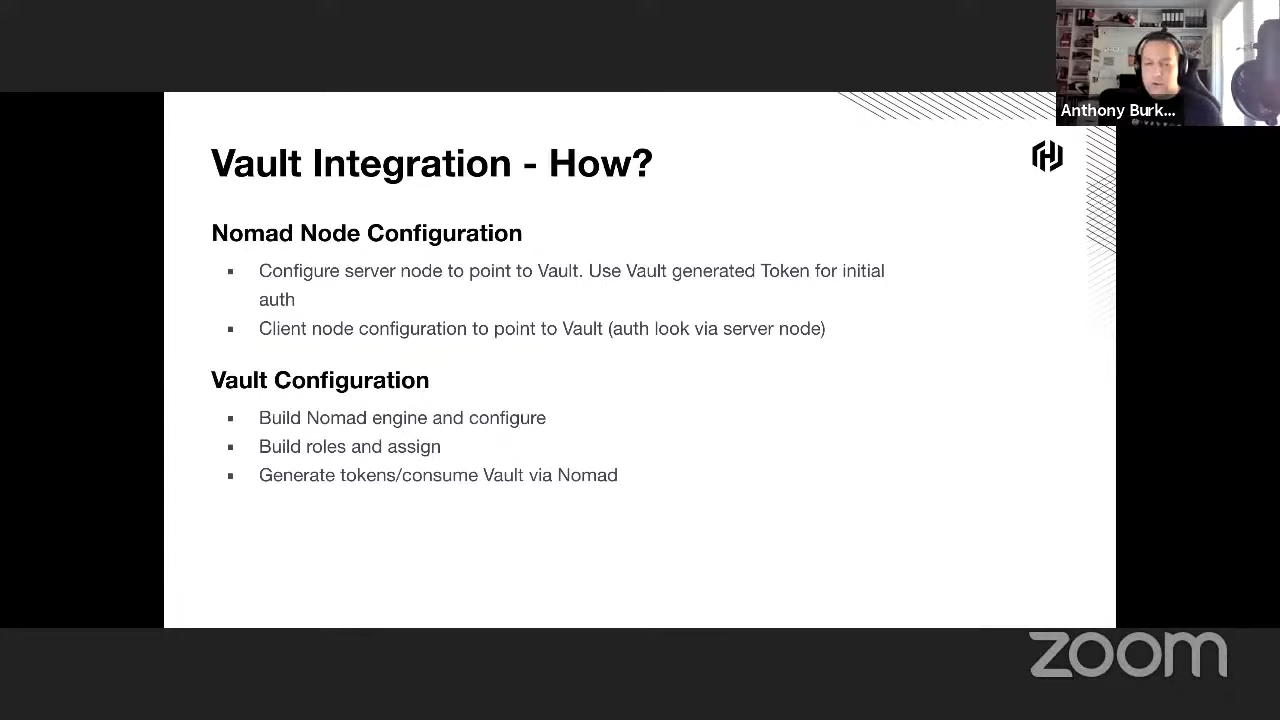 Anthony Burk...
Vault Integration - How?
Nomad Node Configuration
▪ Configure server node to point to Vault. Use Vault generated Token for initial
auth
▪ Client node configuration to point to Vault (auth look via server node)
Vault Configuration
▪ Build Nomad engine and configure
▪ Build roles and assign
▪ Generate tokens/consume Vault via Nomad
zoom